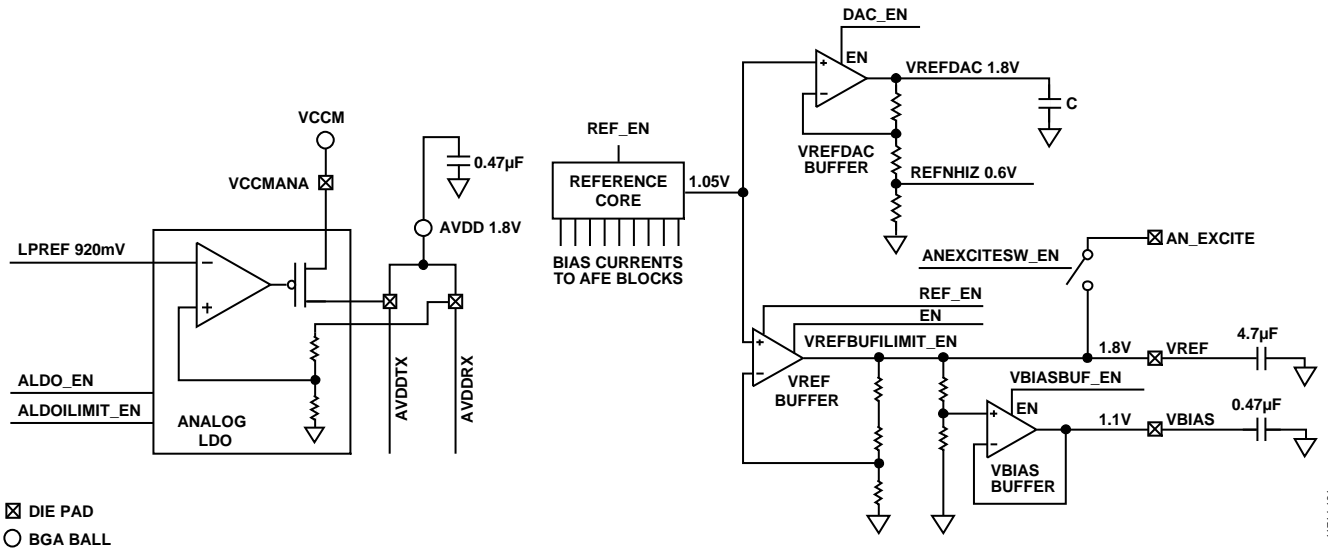 DAC_EN
EN
VREFDAC 1.8V
C
VREFDAC
BUFFER
REFNHIZ 0.6V
VCCM
VCCMANA
0.47µF
AVDD 1.8V
LPREF 920mV
ALDO_EN
ALDOILIMIT_EN
ANALOG
LDO
AVDDTX
AVDDRX
REF_EN
REFERENCE
CORE
1.05V
BIAS CURRENTS
TO AFE BLOCKS
AN_EXCITE
ANEXCITESW_EN
REF_EN
EN
VREFBUFILIMIT_EN
VREF
BUFFER
1.8V
VREF
4.7µF
VBIASBUF_EN
EN
VBIAS
BUFFER
1.1V
VBIAS
0.47µF
DIE PAD
BGA BALL